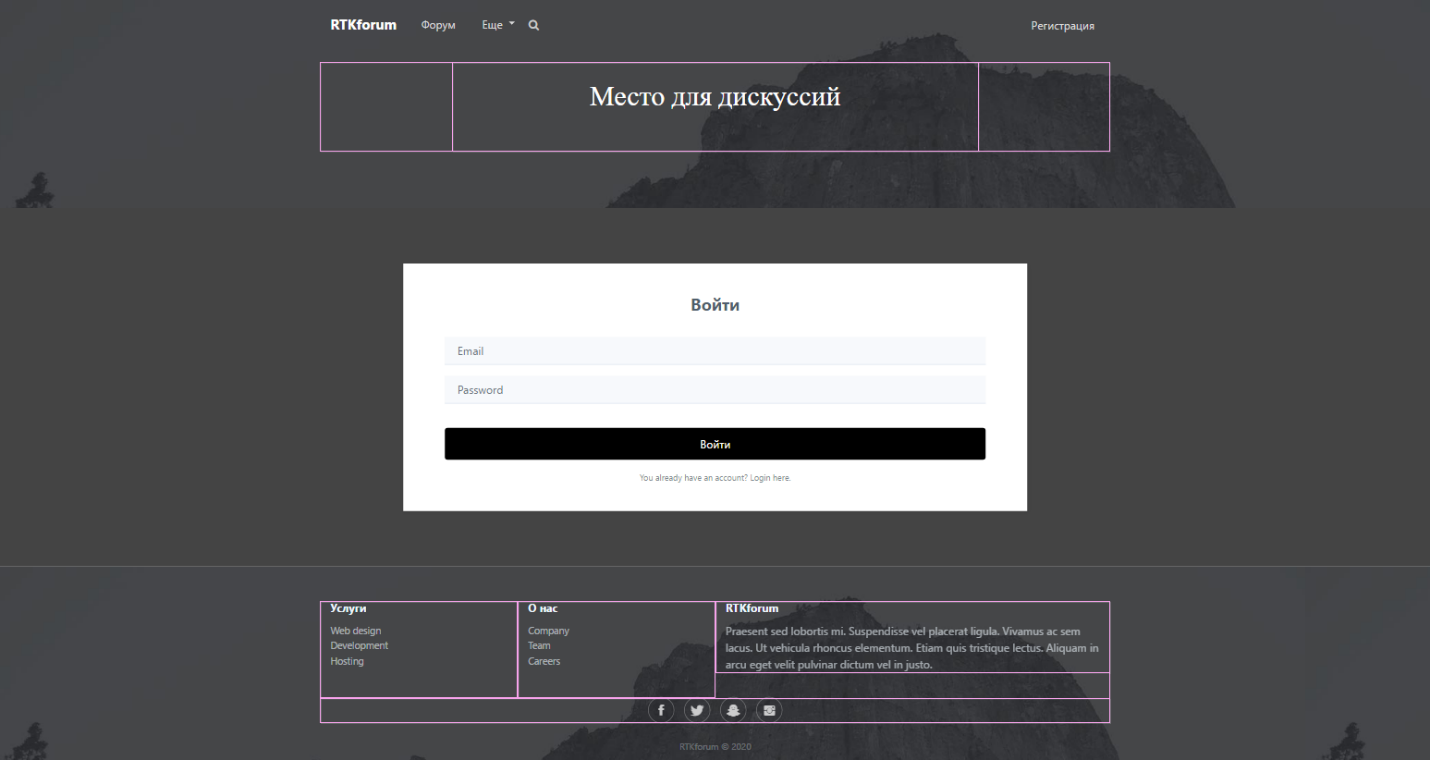 RTKforum Форум Еще Регистрация
Место для дискуссий
Войти
Email
Password
Войти
You already have an account? Login here.
Услуги
Web design
Development
Hosting
О нас
Company
Team
Careers
RTKforum
Praesent sed lobortis mi. Suspendisse vel placerat ligula. Vivamus ac sem
lacus. Ut vehicula rhoncus elementum. Etiam quis tristique lectus. Aliquam in
arcu eget velit pulvinar dictum vel in justo.
RTKforum © 2020